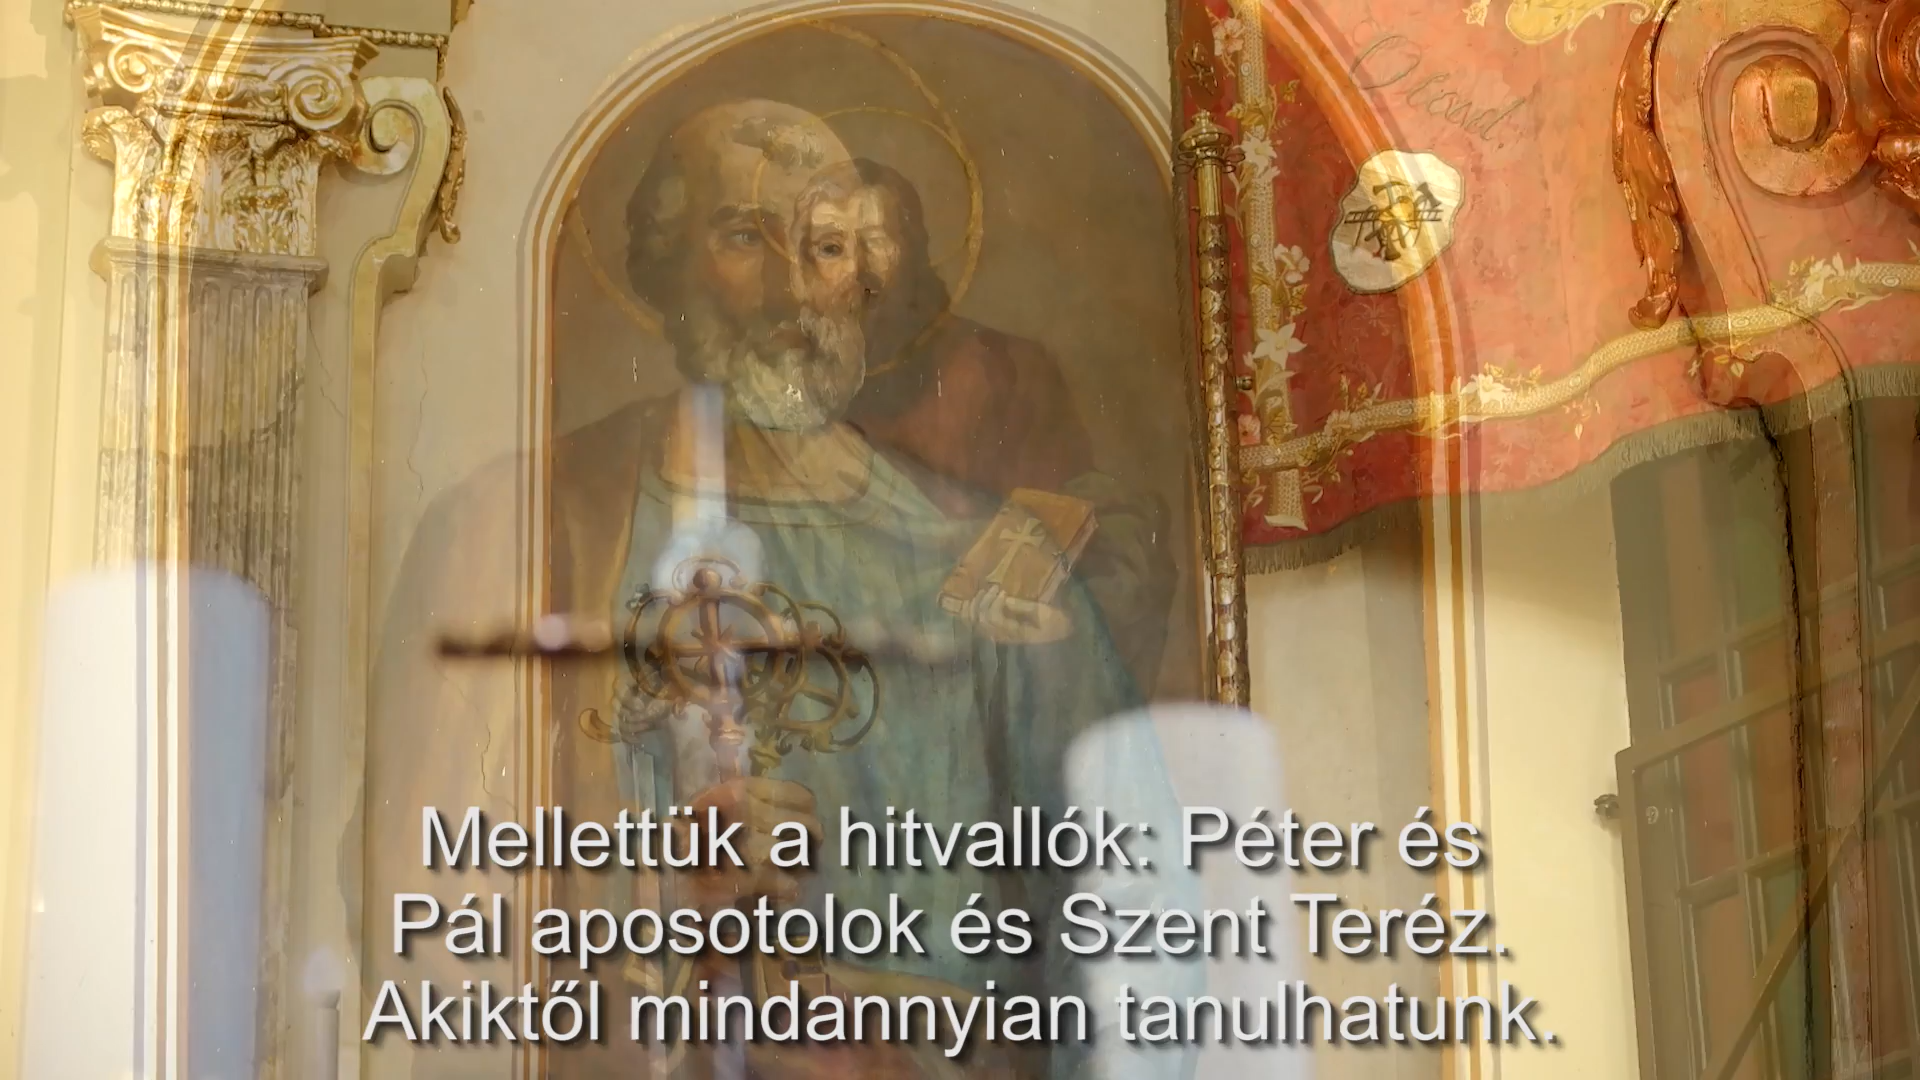 Mellettük a hitvallók: Péter és
Pál aposotolok és Szent Teréz.
Akiktől mindannyian tanulhatunk.